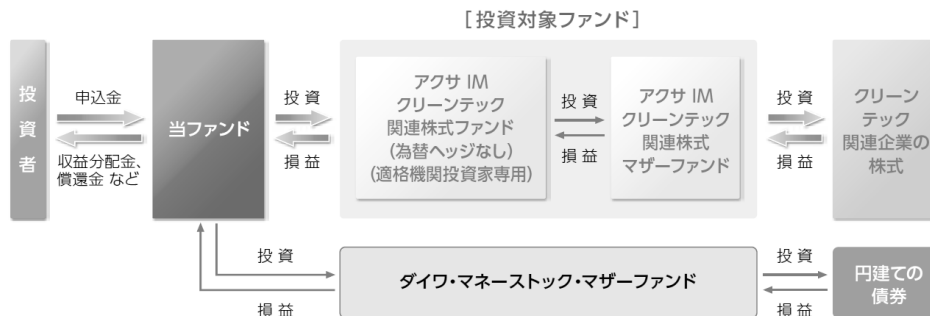 [投資対象ファンド]
投資者
申込金
収益分配金、
償還金 など
当ファンド
投 資
損 益
アクサ IM
クリーンテック
関連株式ファンド
(為替ヘッジなし)
(適格機関投資家専用)
投 資
損 益
アクサ IM
クリーンテック
関連株式
マザーファンド
投 資
損 益
クリーン
テック
関連企業の
株式
投 資
損 益
ダイワ・マネーストック・マザーファンド
投 資
損 益
円建ての
債券